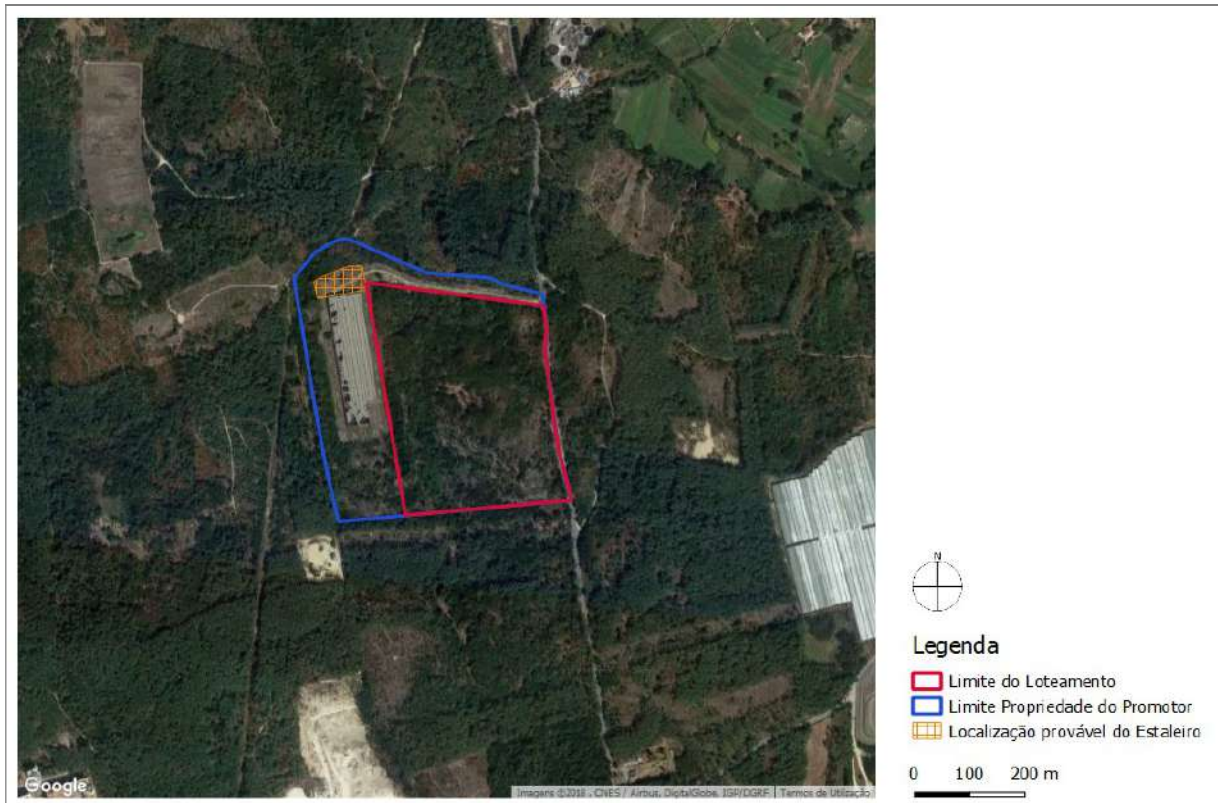 N
Legenda
Limite do Loteamento
Limite Propriedade do Promotor
Localização provável do Estaleiro
0 100 200 m
Google
Imagens ©2018 , CNES / Airbus, DigitalGlobe, IGP/DGRF Termos de Utilização